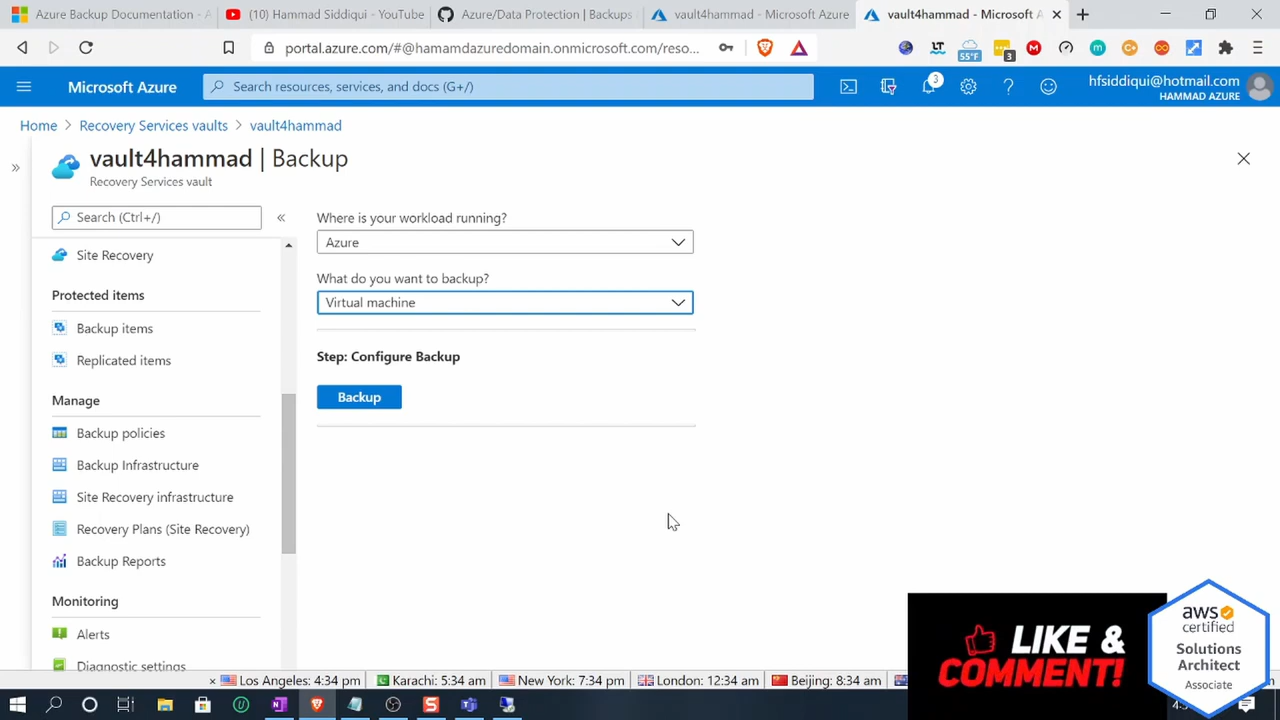 Azure Backup Documentation - A
(10) Hammad Siddiqui - YouTube
Azure/Data Protection | Backups
vault4hammad - Microsoft Azure
vault4hammad - Microsoft A
portal.azure.com/#@hamamdazuredomain.onmicrosoft.com/reso...
LT
55°F
3
M
m
C+
Microsoft Azure
Search resources, services, and docs (G+/)
3
hfsiddiqui@hotmail.com
HAMMAD AZURE
Home > Recovery Services vaults > vault4hammad
vault4hammad | Backup
Recovery Services vault
Search (Ctrl+/)
Site Recovery
Protected items
Backup items
Replicated items
Manage
Backup policies
Backup Infrastructure
Site Recovery infrastructure
Recovery Plans (Site Recovery)
Backup Reports
Monitoring
Alerts
Diagnostic settings
Where is your workload running?
Azure
What do you want to backup?
Virtual machine
Step: Configure Backup
Backup
LIKE &
COMMENT!
aws
certified
Solutions
Architect
Associate
Los Angeles: 4:34 pm
Karachi: 5:34 am
New York: 7:34 pm
London: 12:34 am
Beijing: 8:34 am